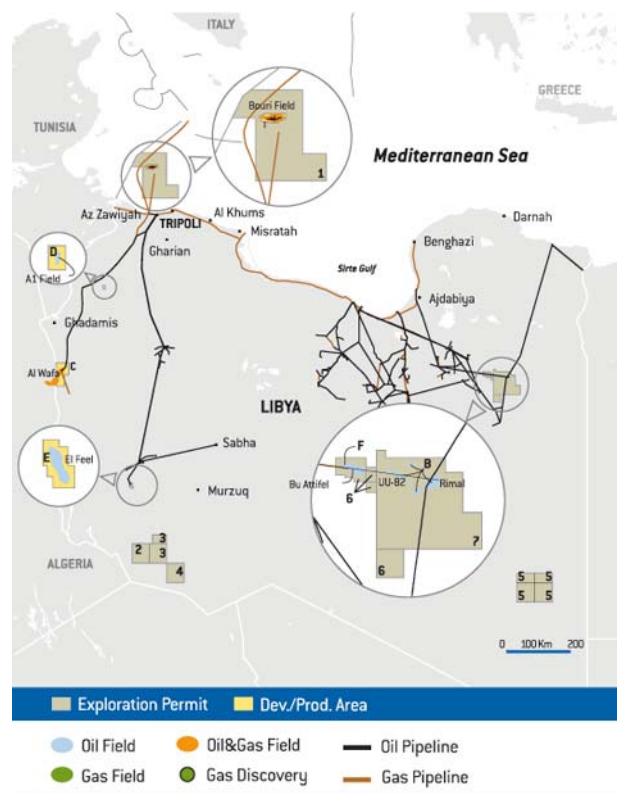 ITALY
GREECE
TUNISIA
Bouri Field
1
Mediterranean Sea
Az Zawiyah
TRIPOLI
Al Khums
Misratah
Darnah
Gharian
Benghazi
D
A1 Field
Sirte Gulf
Ajdabiya
Ghadamis
C
Al Wafa
LIBYA
Sabha
E
El Feel
F
B
Bu Attifel
UU-82
Rimal
6
Murzuq
7
6
ALGERIA
3
2
3
4
5
5
5
5
0
100 Km
200
Exploration Permit
Dev./Prod. Area
Oil Field
Oil&Gas Field
Oil Pipeline
Gas Field
Gas Discovery
Gas Pipeline